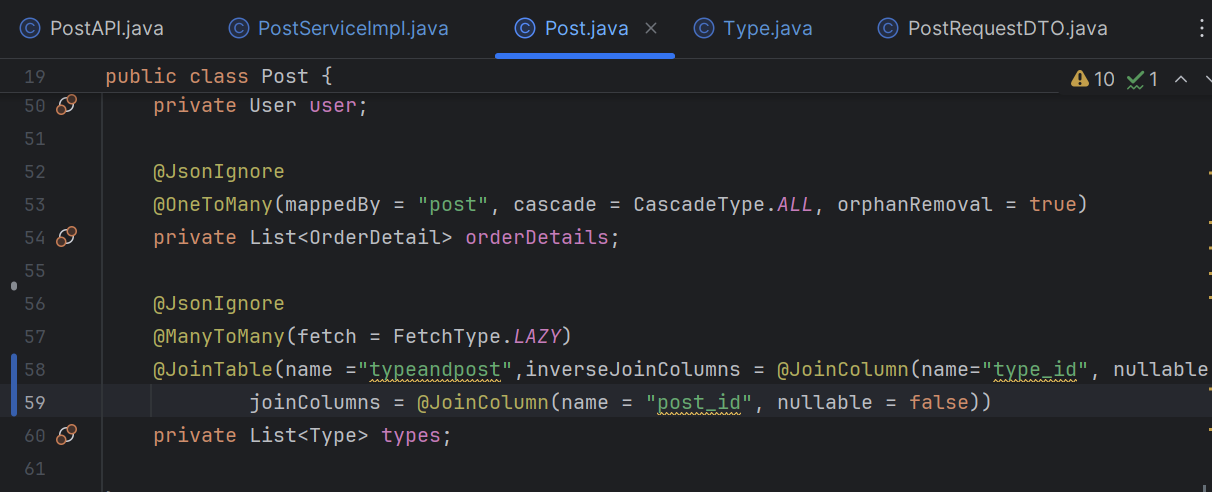 PostAPI.java PostServiceImpl.java Post.java Type.java PostRequestDTO.java
19 public class Post { 10 1
50 private User user;
51
52 @JsonIgnore
53 @OneToMany(mappedBy = "post", cascade = CascadeType.ALL, orphanRemoval = true)
54 private List<OrderDetail> orderDetails;
55
56 @JsonIgnore
57 @ManyToMany(fetch = FetchType.LAZY)
58 @JoinTable(name ="typeandpost",inverseJoinColumns = @JoinColumn(name="type_id", nullable
59 joinColumns = @JoinColumn(name = "post_id", nullable = false))
60 private List<Type> types;
61